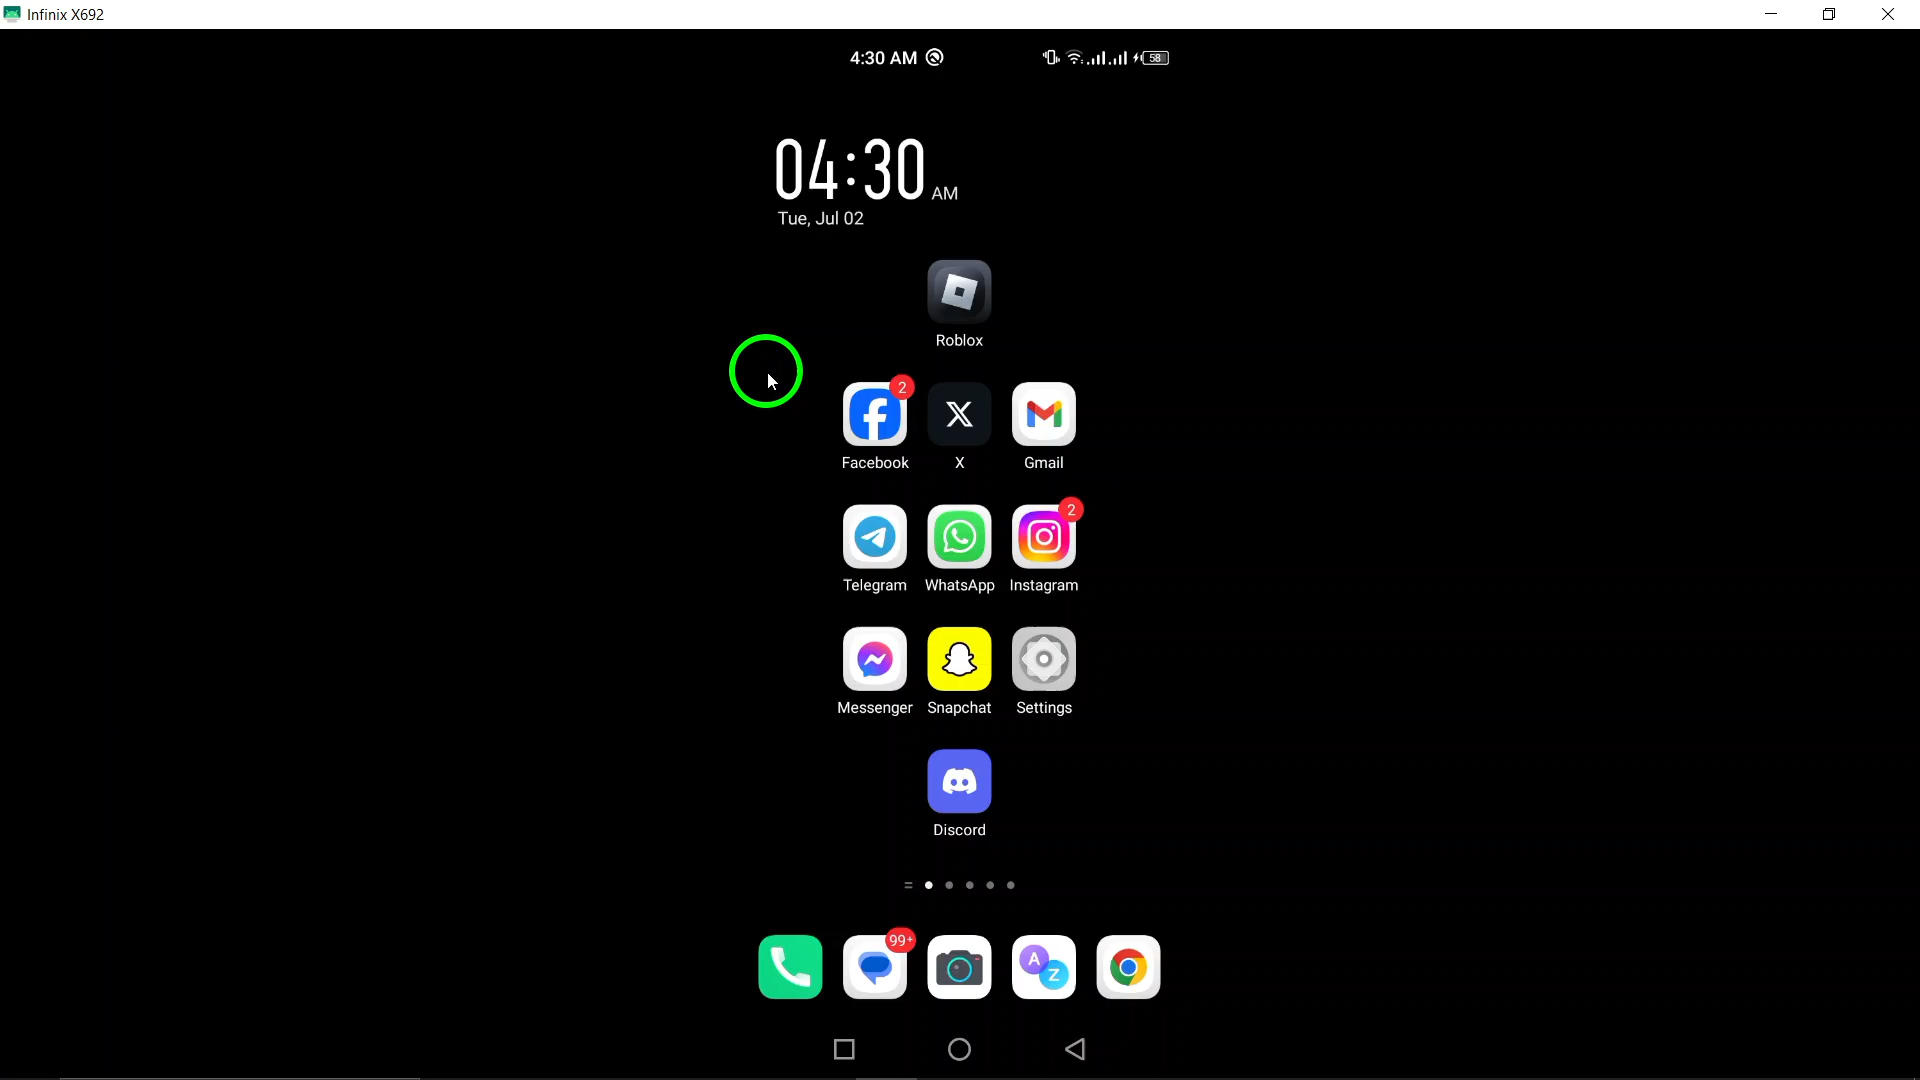 Infinix X692
4:30 AM
58
04:30 AM
Tue, Jul 02
Roblox
2
Facebook
X
Gmail
Telegram
WhatsApp
2
Instagram
Messenger
Snapchat
Settings
Discord
99+
A
Z